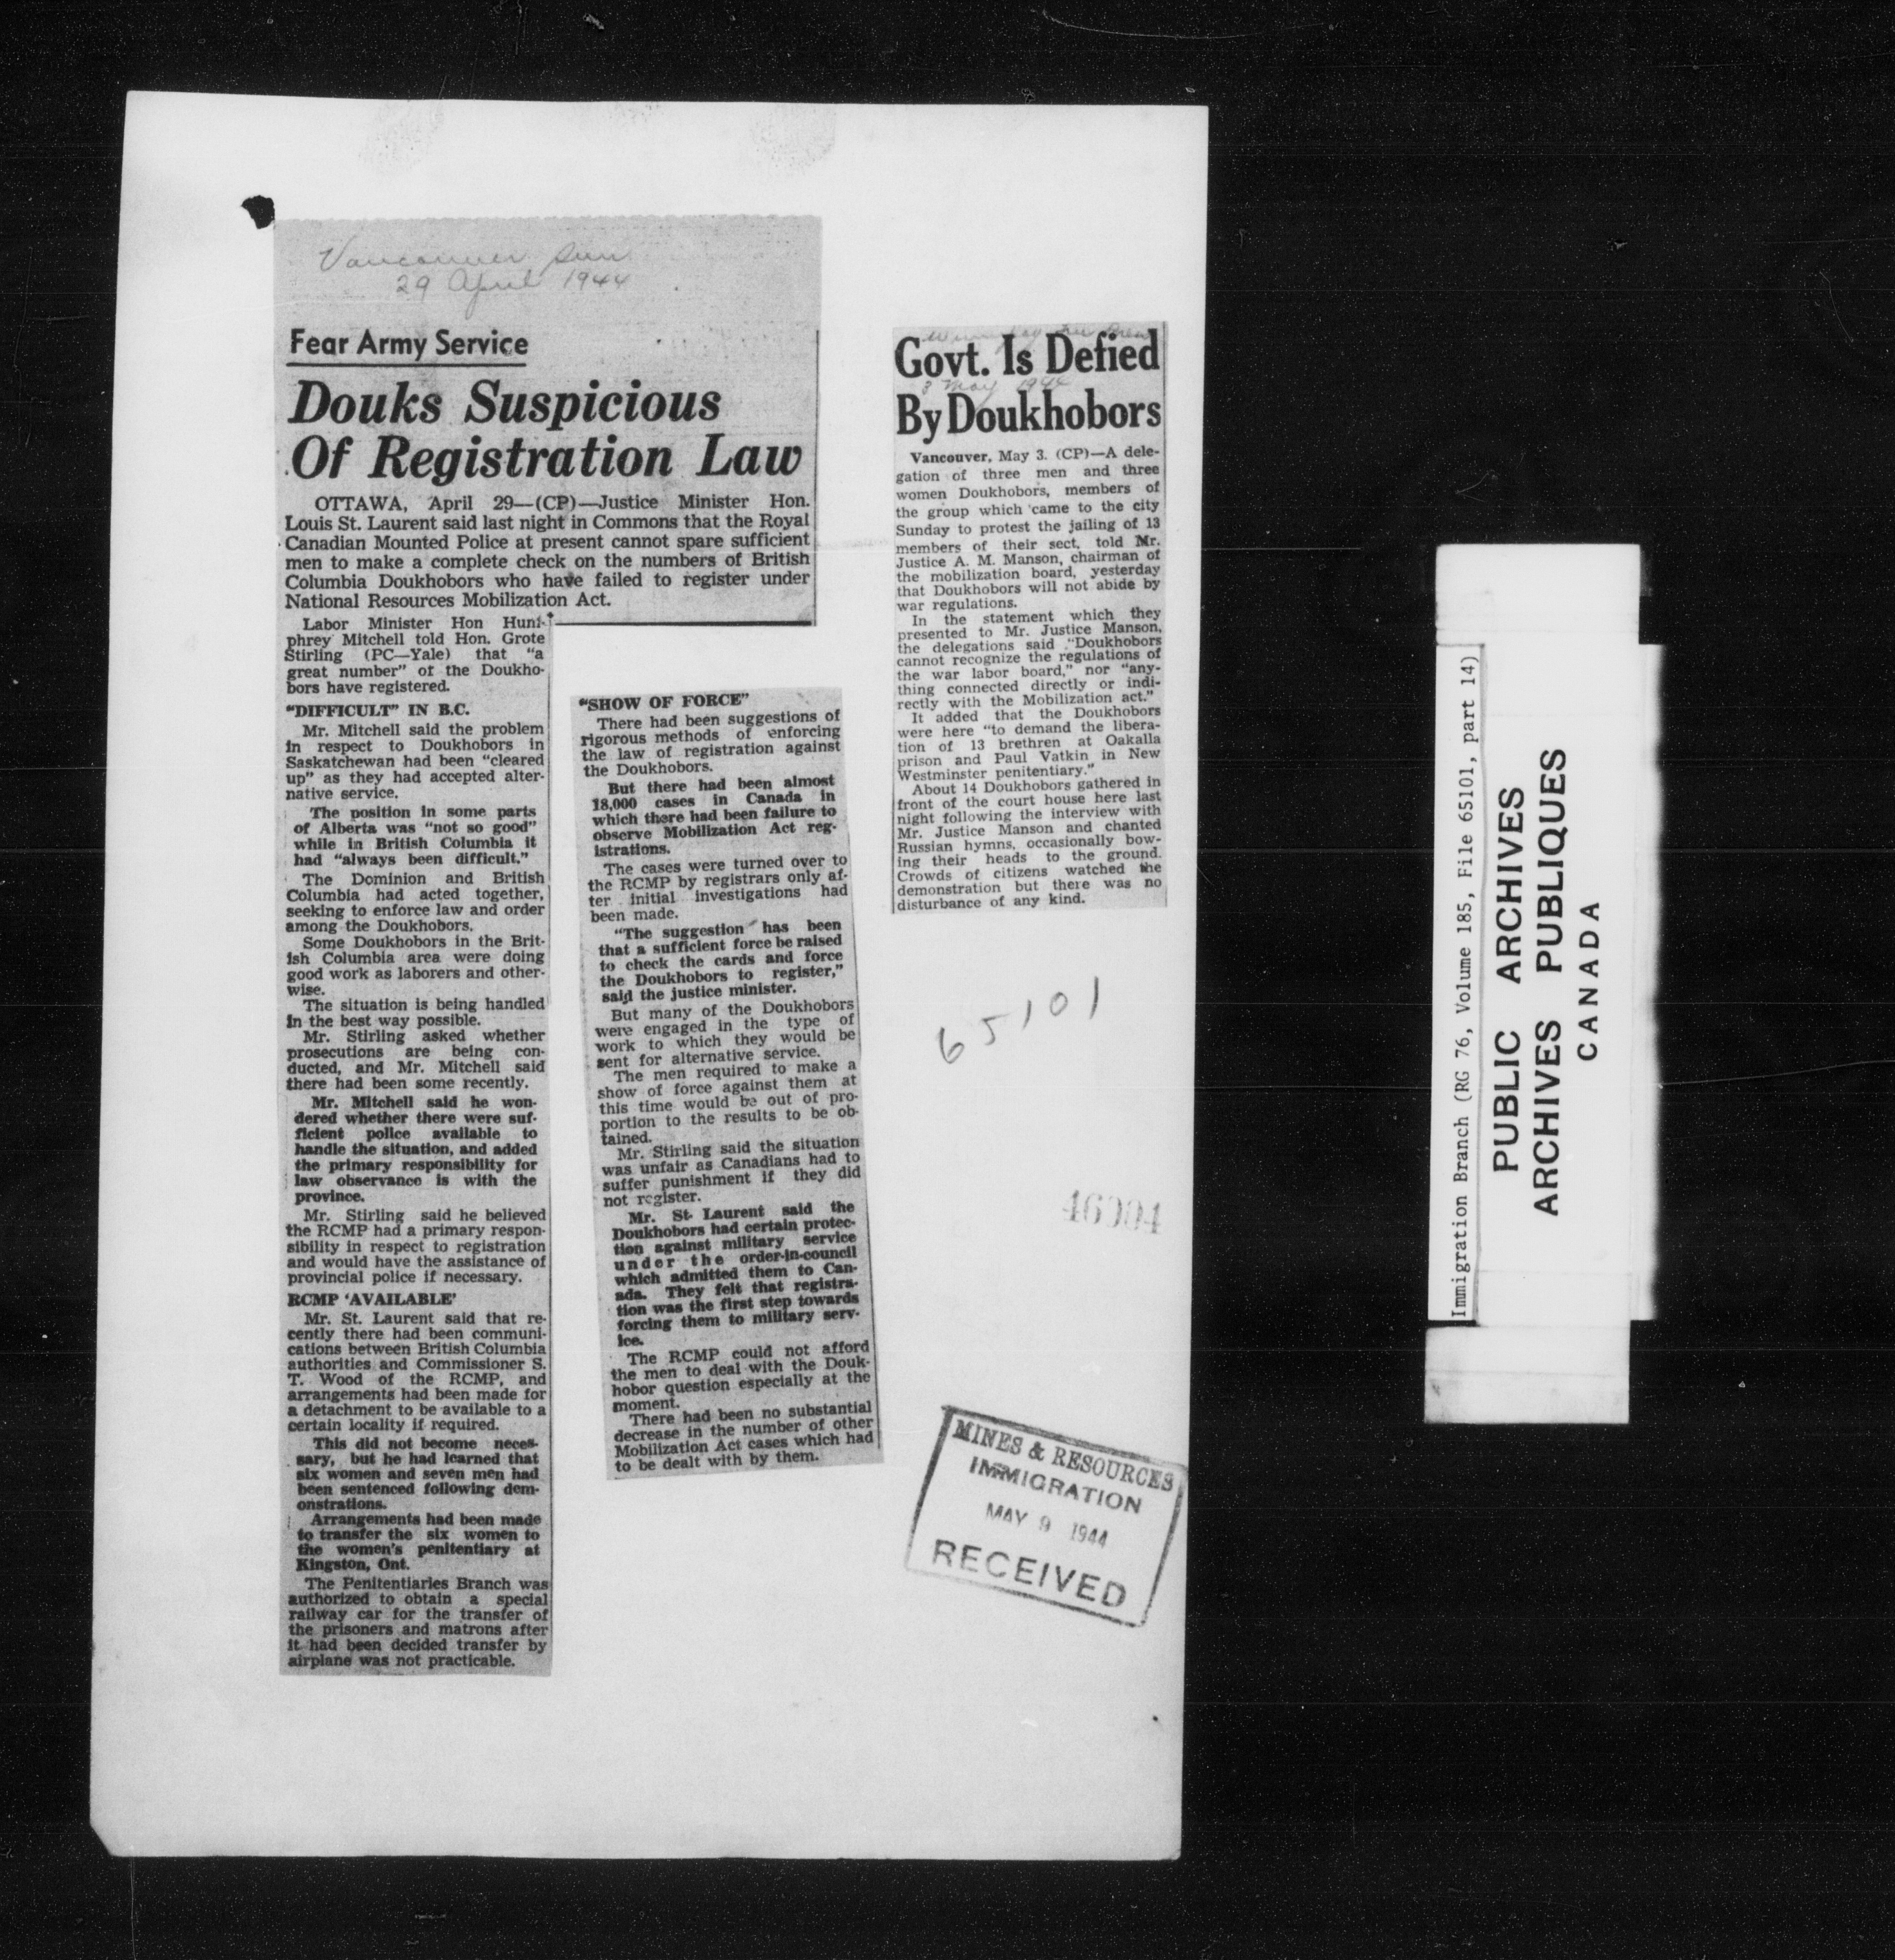 Vancouver Sun
29 April 1944
Fear Army Service
Douks Suspicious
Of Registration Law
OTTAWA, April 29—(CP)—Justice Minister Hon.
Louis St. Laurent said last night in Commons that the Royal
Canadian Mounted Police at present cannot spare sufficient
men to make a complete check on the numbers of British
Columbia Doukhobors who have failed to register under
National Resources Mobilization Act.
Labor Minister Hon Hum-
phrey Mitchell told Hon. Grote
Stirling (PC—Yale) that "a
great number" of the Doukho-
bors have registered.
"DIFFICULT" IN B.C.
Mr. Mitchell said the problem
in respect to Doukhobors in
Saskatchewan had been "cleared
up" as they had accepted alter-
native service.
The position in some parts
of Alberta was "not so good"
while in British Columbia it
had "always been difficult."
The Dominion and British
Columbia had acted together,
seeking to enforce law and order
among the Doukhobors.
Some Doukhobors in the Brit-
ish Columbia area were doing
good work as laborers and other-
wise.
The situation is being handled
in the best way possible.
Mr. Stirling asked whether
prosecutions are being con-
ducted, and Mr. Mitchell said
there had been some recently.
Mr. Mitchell said he won-
dered whether there were suf-
ficient police available to
handle the situation, and added
the primary responsibility for
law observance is with the
province.
Mr. Stirling said he believed
the RCMP had a primary respon-
sibility in respect to registration
and would have the assistance of
provincial police if necessary.
RCMP 'AVAILABLE'
Mr. St. Laurent said that re-
cently there had been communi-
cations between British Columbia
authorities and Commissioner S.
T. Wood of the RCMP, and
arrangements had been made for
a detachment to be available to a
certain locality if required.
This did not become neces-
sary, but he had learned that
six women and seven men had
been sentenced following dem-
onstrations.
Arrangements had been made
to transfer the six women to
the women's penitentiary at
Kingston, Ont.
The Penitentiaries Branch was
authorized to obtain a special
railway car for the transfer of
the prisoners and matrons after
it had been decided transfer by
airplane was not practicable.
"SHOW OF FORCE"
There had been suggestions of
rigorous methods of enforcing
the law of registration against
the Doukhobors.
But there had been almost
18,000 cases in Canada in
which there had been failure to
observe Mobilization Act reg-
istrations.
The cases were turned over to
the RCMP by registrars only af-
ter initial investigations had
been made.
"The suggestion has been
that a sufficient force be raised
to check the cards and force
the Doukhobors to register,"
said the justice minister.
But many of the Doukhobors
were engaged in the type of
work to which they would be
sent for alternative service.
The men required to make a
show of force against them at
this time would be out of pro-
portion to the results to be ob-
tained.
Mr. Stirling said the situation
was unfair as Canadians had to
suffer punishment if they did
not register.
Mr. St. Laurent said the
Doukhobors had certain protec-
tion against military service
under the order-in-council
which admitted them to Can-
ada. They felt that registra-
tion was the first step towards
forcing them to military serv-
ice.
The RCMP could not afford
the men to deal with the Douk-
hobor question especially at the
moment.
There had been no substantial
decrease in the number of other
Mobilization Act cases which had
to be dealt with by them.
Winnipeg Free Press
Govt. Is Defied
3 May 1944
By Doukhobors
Vancouver, May 3. (CP)—A dele-
gation of three men and three
women Doukhobors, members of
the group which came to the city
Sunday to protest the jailing of 13
members of their sect, told Mr.
Justice A. M. Manson, chairman of
the mobilization board, yesterday
that Doukhobors will not abide by
war regulations.
In the statement which they
presented to Mr. Justice Manson,
the delegations said "Doukhobors
cannot recognize the regulations of
the war labor board," nor "any-
thing connected directly or indi-
rectly with the Mobilization act."
It added that the Doukhobors
were here "to demand the libera-
tion of 13 brethren at Oakalla
prison and Paul Vatkin in New
Westminster penitentiary."
About 14 Doukhobors gathered in
front of the court house here last
night following the interview with
Mr. Justice Manson and chanted
Russian hymns, occasionally bow-
ing their heads to the ground.
Crowds of citizens watched the
demonstration but there was no
disturbance of any kind.
65101
46904
MINES & RESOURCES
IMMIGRATION
MAY 9 1944
RECEIVED
Immigration Branch (RG 76, Volume 185, File 65101, part 14)
PUBLIC ARCHIVES
ARCHIVES PUBLIQUES
CANADA